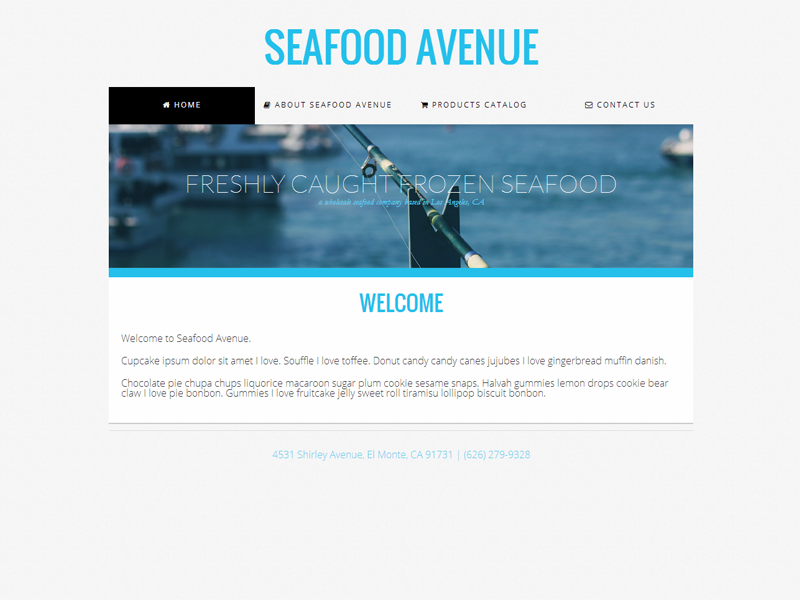 SEAFOOD AVENUE
HOME
ABOUT SEAFOOD AVENUE
PRODUCTS CATALOG
CONTACT US
FRESHLY CAUGHT FROZEN SEAFOOD
a wholesale seafood company based in Los Angeles, CA
WELCOME
Welcome to Seafood Avenue.
Cupcake ipsum dolor sit amet I love. Souffle I love toffee. Donut candy candy canes jujubes I love gingerbread muffin danish.
Chocolate pie chupa chups liquorice macaroon sugar plum cookie sesame snaps. Halvah gummies lemon drops cookie bear
claw I love pie bonbon. Gummies I love fruitcake jelly sweet roll tiramisu lollipop biscuit bonbon.
4531 Shirley Avenue, El Monte, CA 91731 | (626) 279-9328